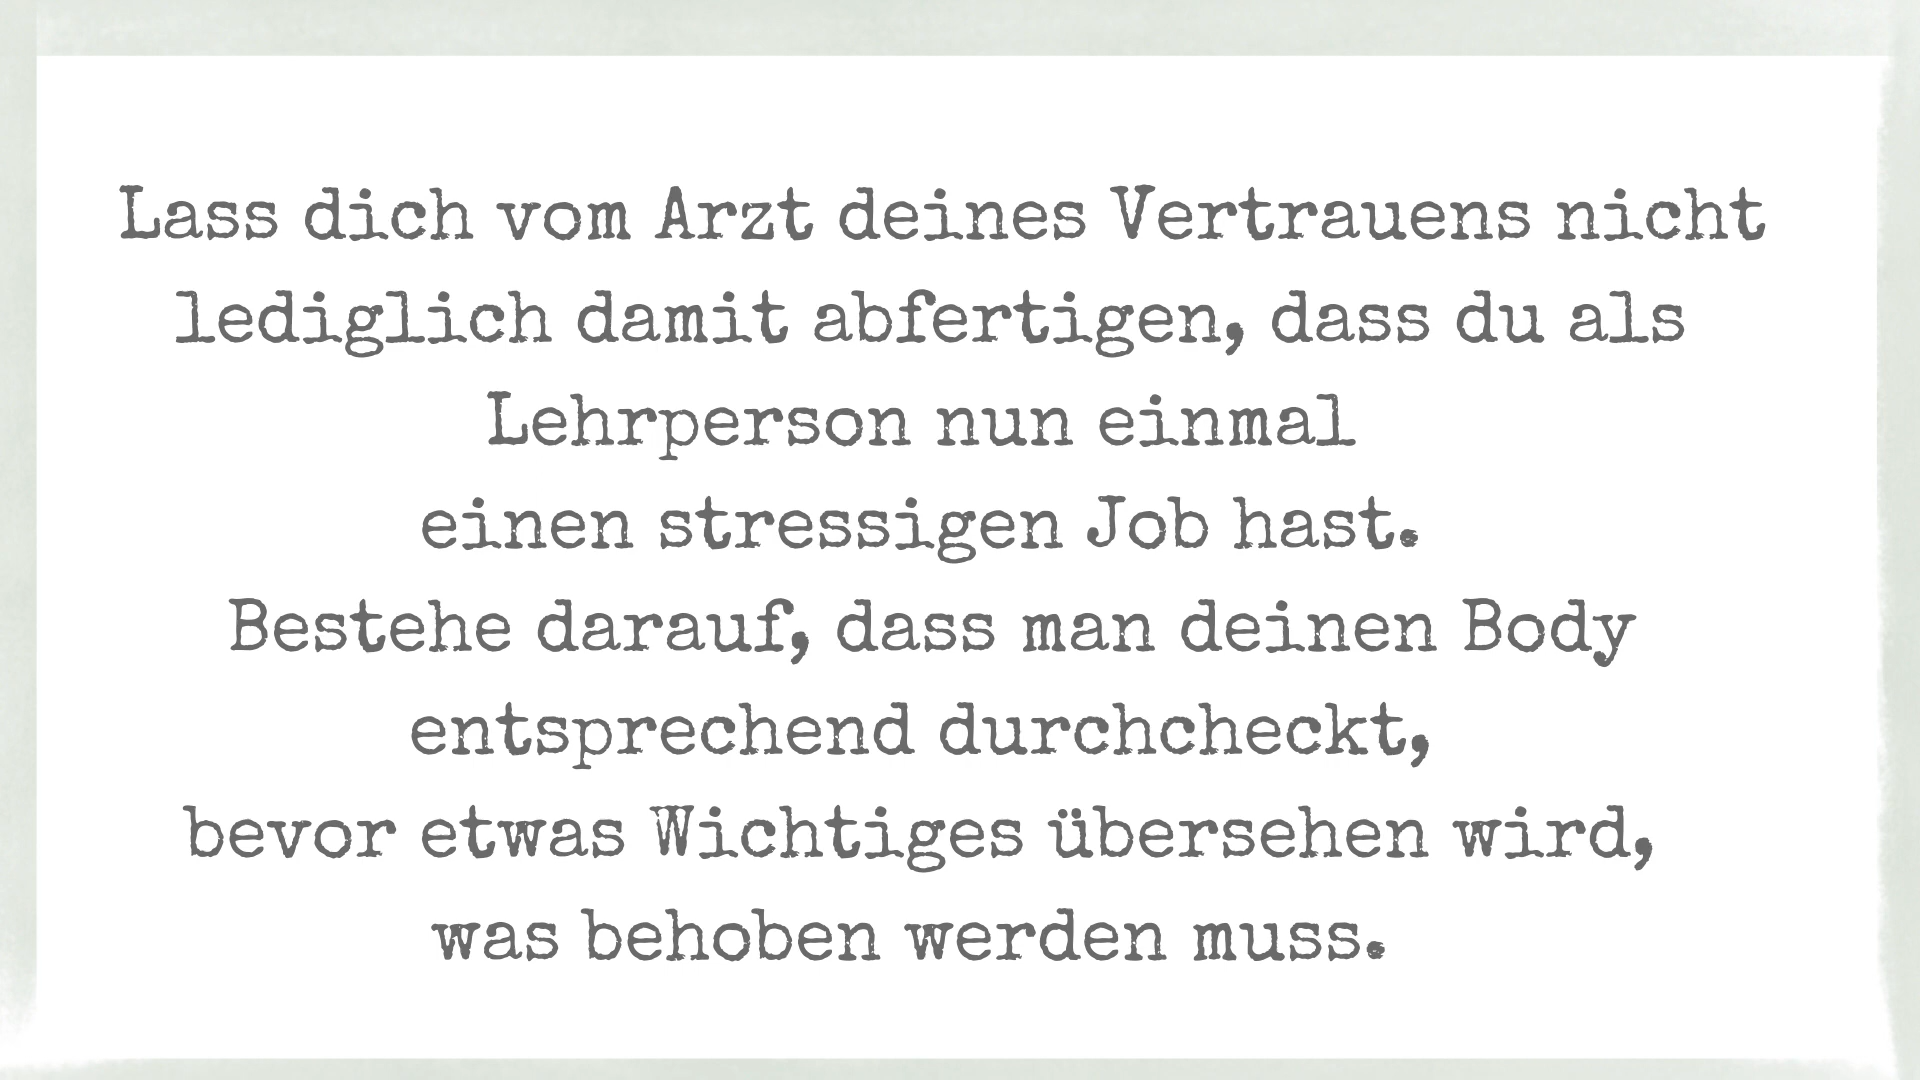 Lass dich vom Arzt deines Vertrauens nicht
lediglich damit abfertigen, dass du als
Lehrperson nun einmal
einen stressigen Job hast.
Bestehe darauf, dass man deinen Body
entsprechend durchcheckt,
bevor etwas Wichtiges übersehen wird,
was behoben werden muss.